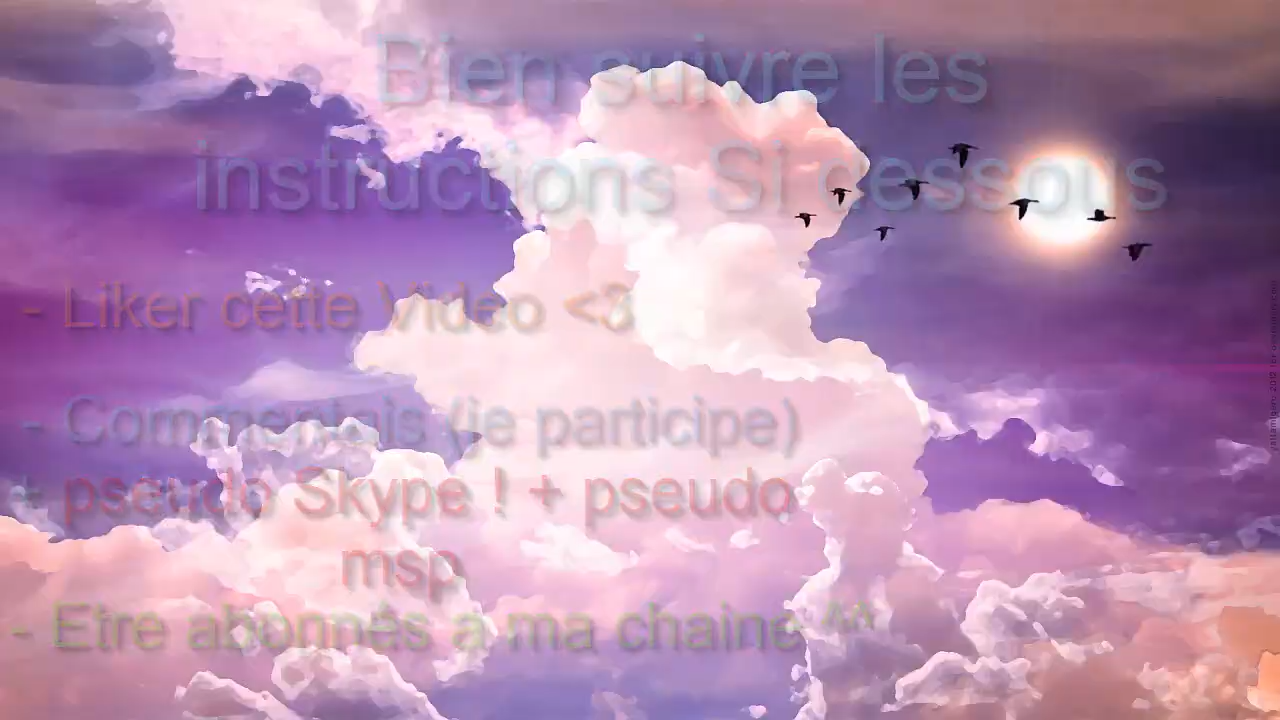 Bien suivre les
instructions Si dessous
- Liker cette Video <3
- Commentais (je participe)
+ pseudo Skype ! + pseudo
msp
- Etre abonnés a ma chaine ^^